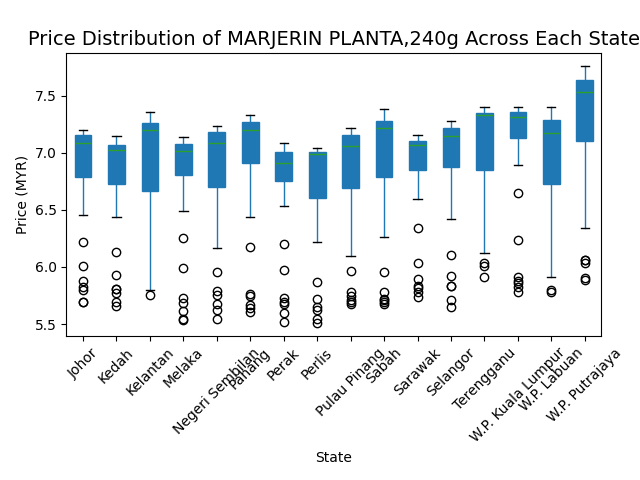 Price Distribution of MARJERIN PLANTA,240g Across Each State
Price (MYR)
7.5
7.0
6.5
6.0
5.5
Johor
Kedah
Kelantan
Melaka
Negeri Sembilan
Pahang
Perak
Perlis
Pulau Pinang
Sabah
Sarawak
Selangor
Terengganu
W.P. Kuala Lumpur
W.P. Labuan
W.P. Putrajaya
State